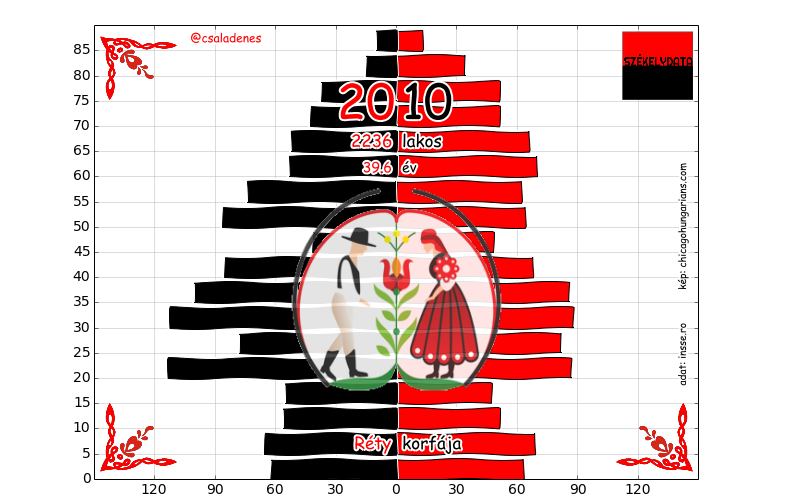 @csaladenes
SZÉKELYDATA
2010
2236 lakos
39.6 év
kép: chicagohungarians.com
adat: insse.ro
Réty korfája
85
80
75
70
65
60
55
50
45
40
35
30
25
20
15
10
5
0
120 90 60 30 0 30 60 90 120